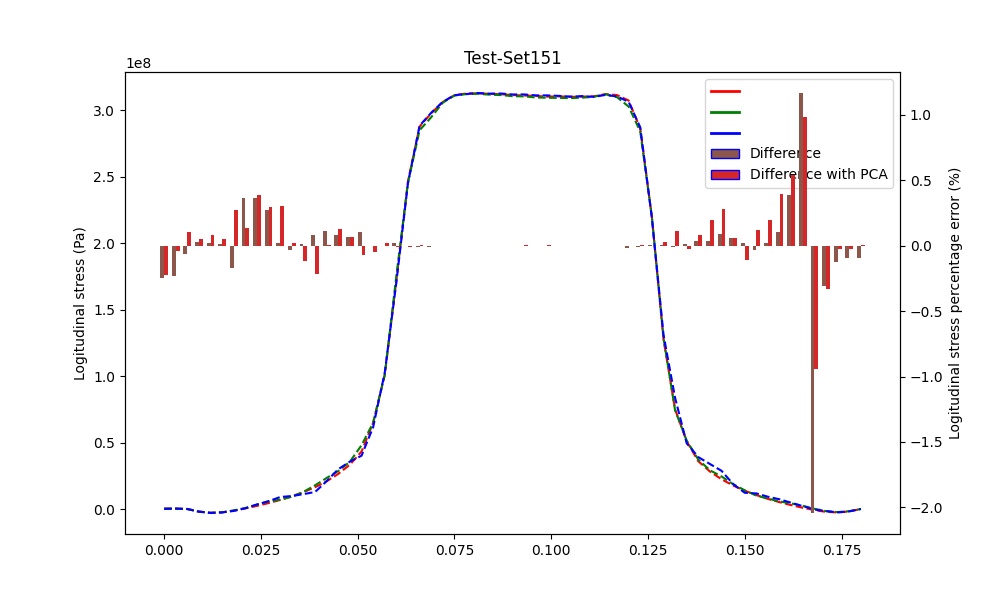 Test-Set151
1e8
3.0
2.5
2.0
1.5
1.0
0.5
0.0
Logitudinal stress (Pa)
Difference
Difference with PCA
1.0
0.5
0.0
−0.5
−1.0
−1.5
−2.0
Logitudinal stress percentage error (%)
0.000 0.025 0.050 0.075 0.100 0.125 0.150 0.175